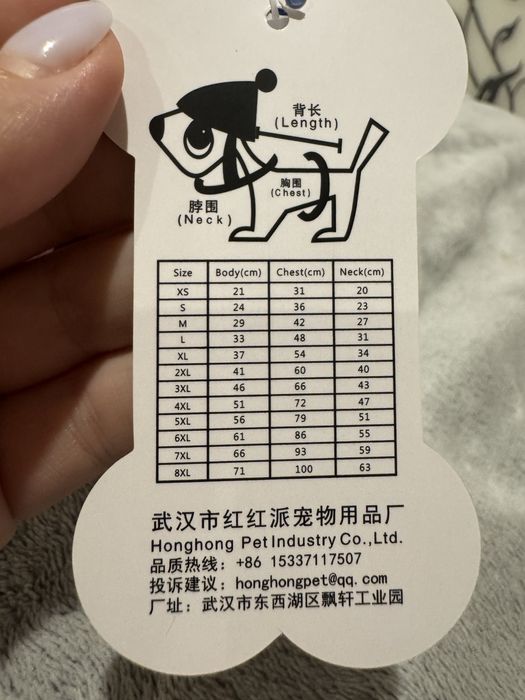 背长
(Length)
胸围
(Chest)
脖围
(Neck)
Size Body(cm) Chest(cm) Neck(cm)
XS 21 31 20
S 24 36 23
M 29 42 27
L 33 48 31
XL 37 54 34
2XL 41 60 40
3XL 46 66 43
4XL 51 72 47
5XL 56 79 51
6XL 61 86 55
7XL 66 93 59
8XL 71 100 63
武汉市红红派宠物用品厂
Honghong Pet Industry Co.,Ltd.
品质热线：+86 15337117507
投诉建议：honghongpet@qq.com
厂址：武汉市东西湖区飘轩工业园